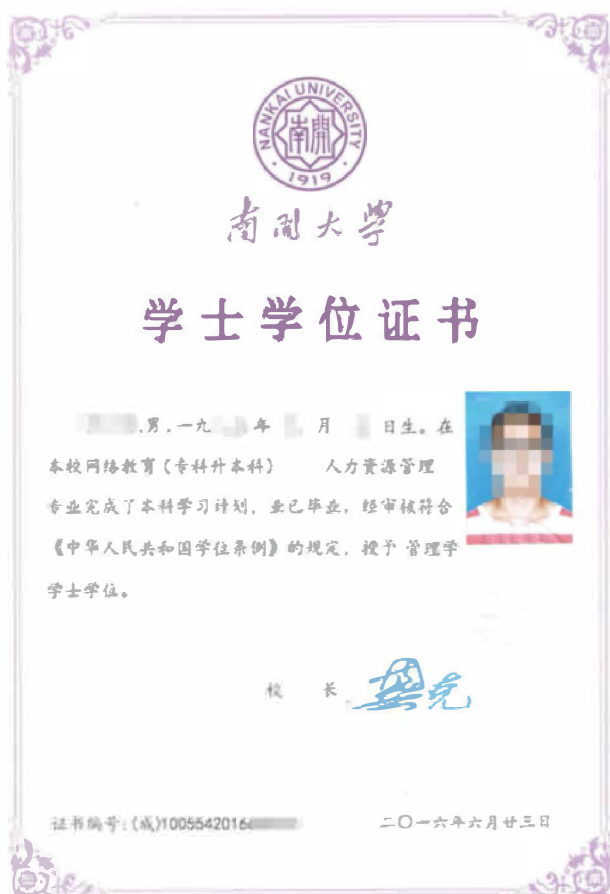 NANKAI UNIVERSITY
南開
1919
南開大學
学士学位证书
,男,一九 年 月 日生。在
本校网络教育(专科升本科) 人力资源管理
专业完成了本科学习计划,业已毕业,经审核符合
《中华人民共和国学位条例》的规定,授予 管理学
学士学位。
校 长
龚克
证书编号:(成)1005542016
二〇一六年六月廿三日